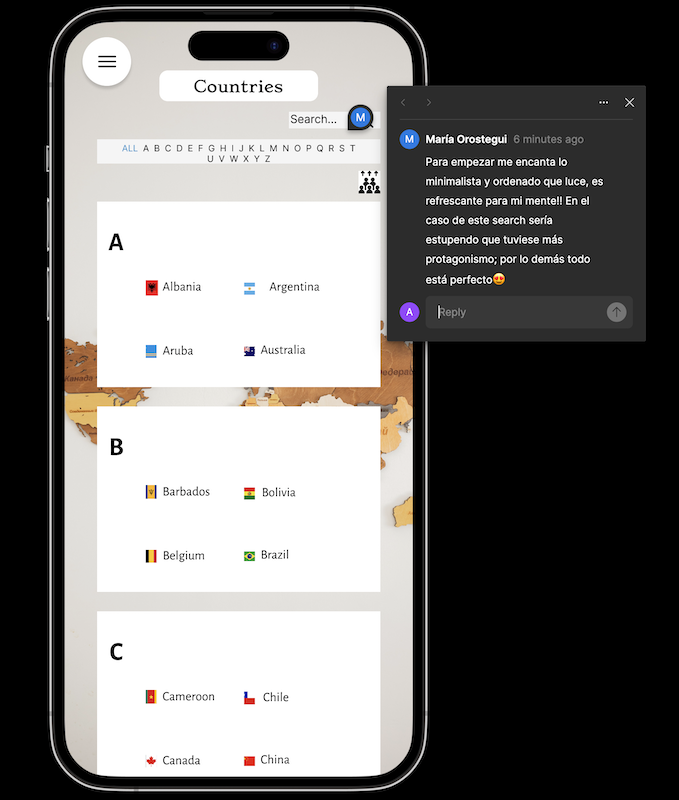 Countries
Search...
M
ALL A B C D E F G H I J K L M N O P Q R S T
U V W X Y Z
A
Albania
Argentina
Aruba
Australia
B
Barbados
Bolivia
Belgium
Brazil
C
Cameroon
Chile
Canada
China
M
María Orostegui 6 minutes ago
Para empezar me encanta lo
minimalista y ordenado que luce, es
refrescante para mi mente!! En el
caso de este search sería
estupendo que tuviese más
protagonismo; por lo demás todo
está perfecto😍
A
Reply